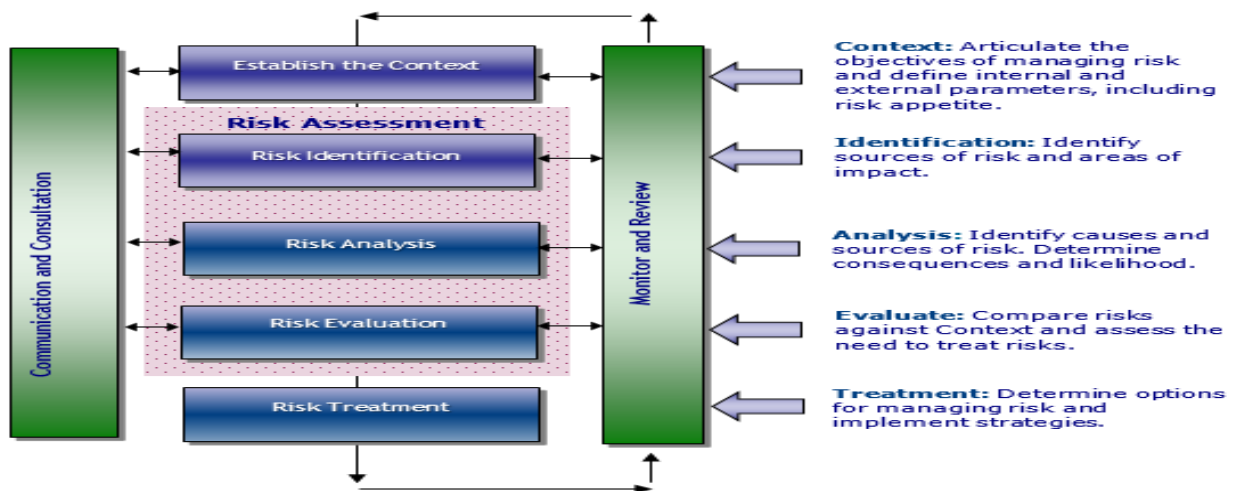 Establish the Context
Risk Assessment
Risk Identification
Risk Analysis
Risk Evaluation
Risk Treatment
Communication and Consultation
Monitor and Review
Context: Articulate the
objectives of managing risk
and define internal and
external parameters, including
risk appetite.
Identification: Identify
sources of risk and areas of
impact.
Analysis: Identify causes and
sources of risk. Determine
consequences and likelihood.
Evaluate: Compare risks
against Context and assess the
need to treat risks.
Treatment: Determine options
for managing risk and
implement strategies.